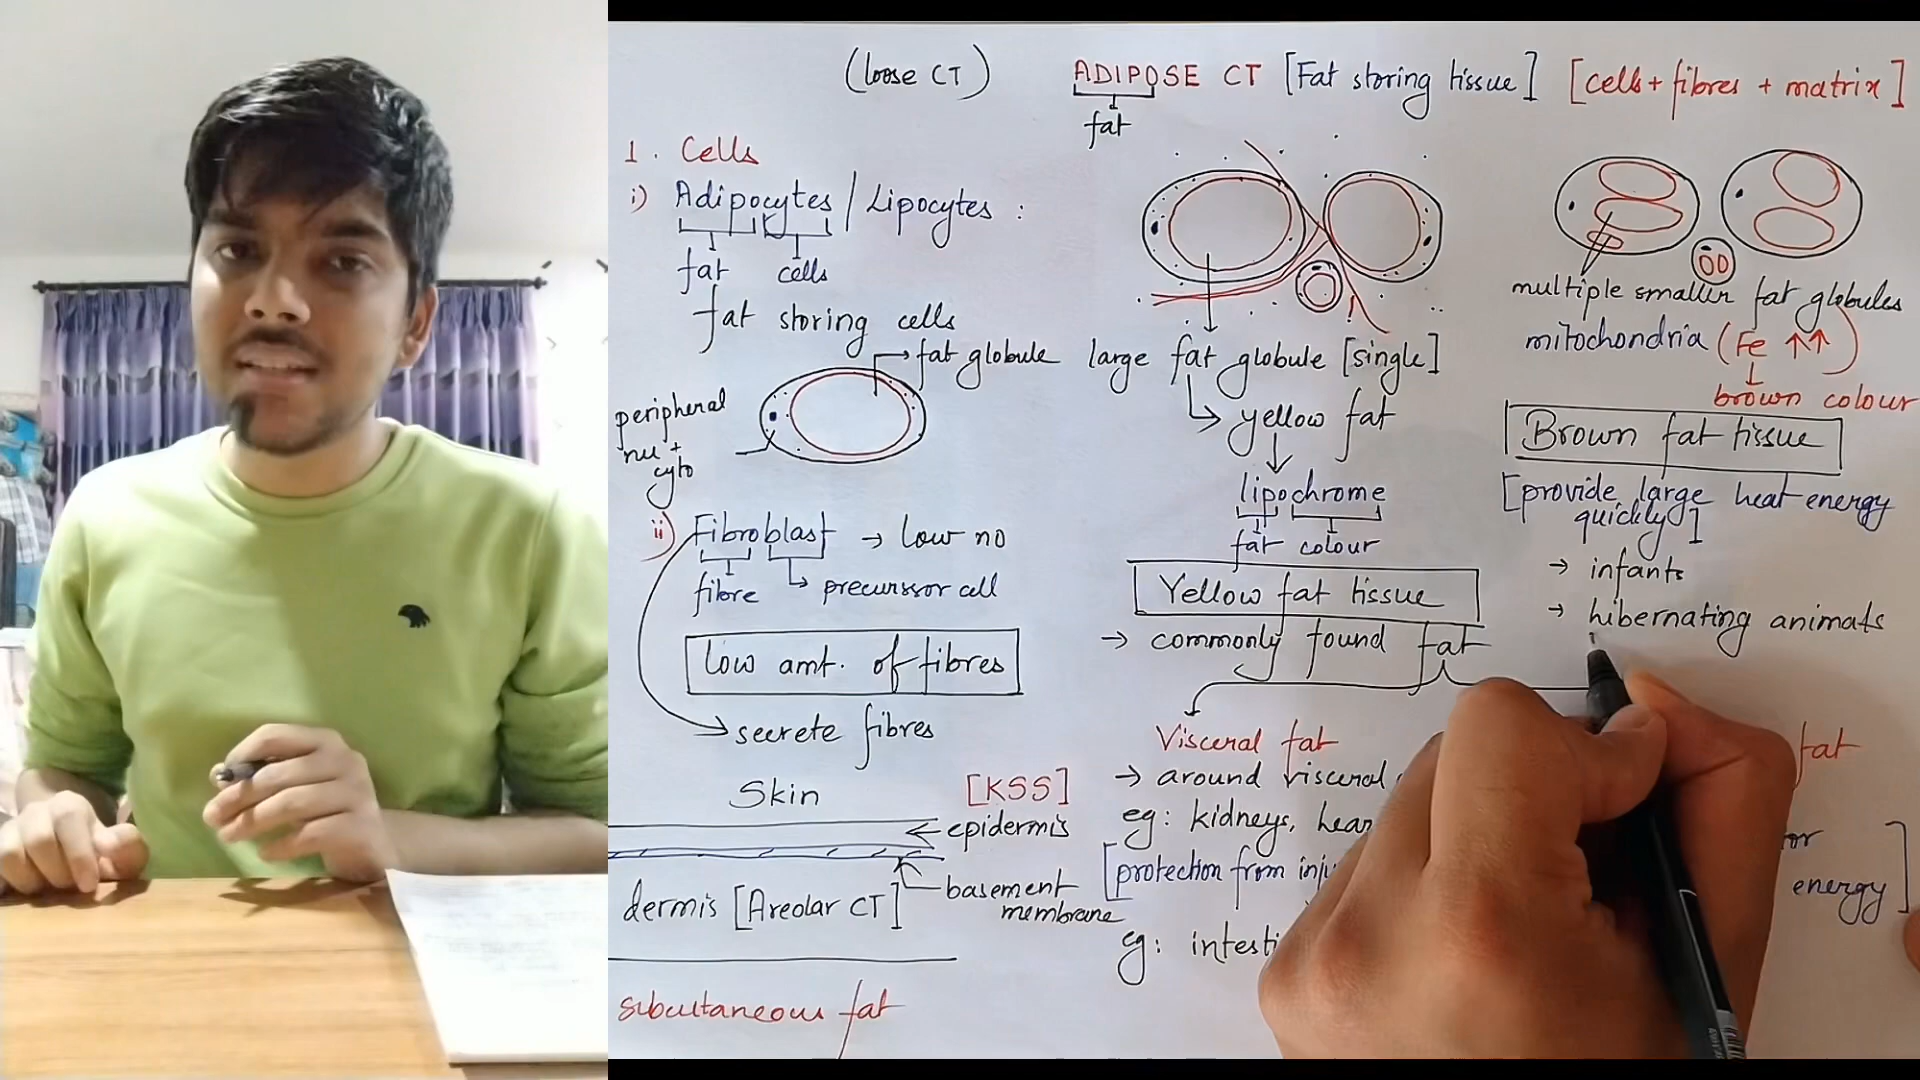 (loose CT) ADIPOSE CT [Fat storing tissue] [cells + fibres + matrix]
fat
1. Cells
i) Adipocytes / Lipocytes :
fat cells
fat storing cells
fat globule
peripheral
nu +
cyto
ii) Fibroblast → low no
fibre precurssor cell
low amt. of fibres
secrete fibres
Skin [KSS]
epidermis
basement
membrane
dermis [Areolar CT]
subcutaneous fat
large fat globule [single]
yellow fat
lipochrome
fat colour
Yellow fat tissue
→ commonly found fat
Visceral fat
→ around visceral
eg: kidneys,
[protection from
eg:
multiple smaller fat globules
mitochondria (Fe ↑↑)
brown colour
Brown fat tissue
[provide large heat energy
quickly]
→ infants
→ hibernating animals
fat
energy]